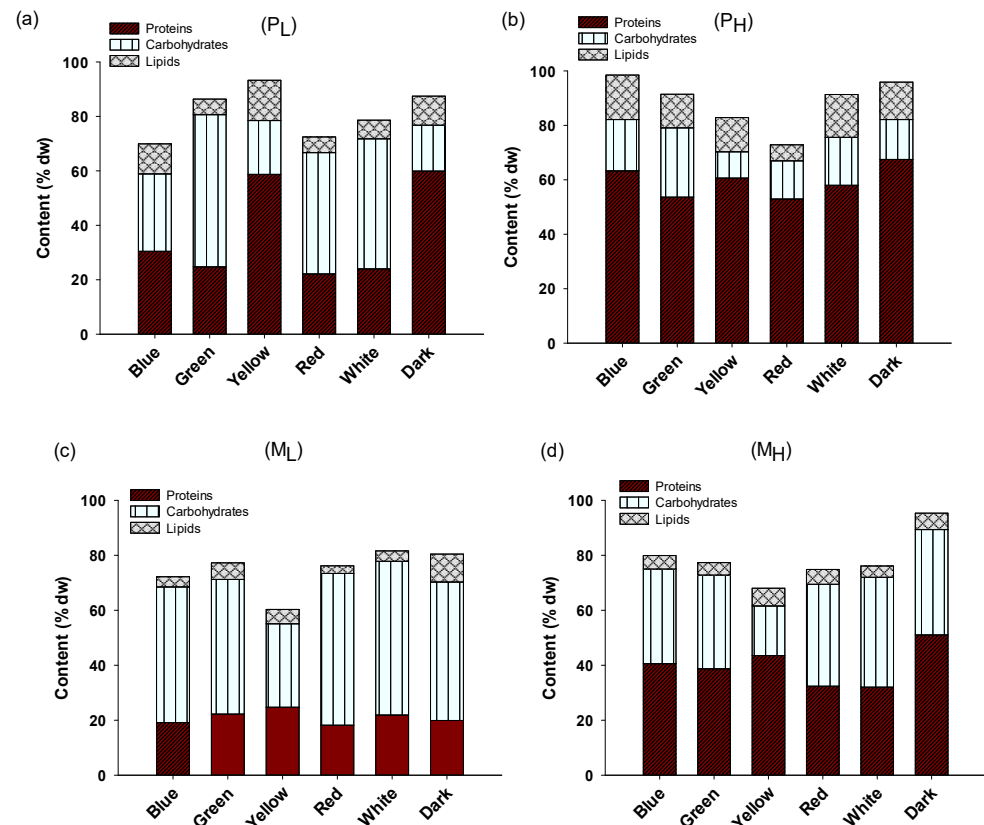 (a)
(PL)
Proteins
Carbohydrates
Lipids
100
80
60
40
20
0
Content (% dw)
Blue
Green
Yellow
Red
White
Dark
(b)
(PH)
Proteins
Carbohydrates
Lipids
100
80
60
40
20
0
Content (% dw)
Blue
Green
Yellow
Red
White
Dark
(c)
(ML)
Proteins
Carbohydrates
Lipids
100
80
60
40
20
0
Content (% dw)
Blue
Green
Yellow
Red
White
Dark
(d)
(MH)
Proteins
Carbohydrates
Lipids
100
80
60
40
20
0
Content (% dw)
Blue
Green
Yellow
Red
White
Dark